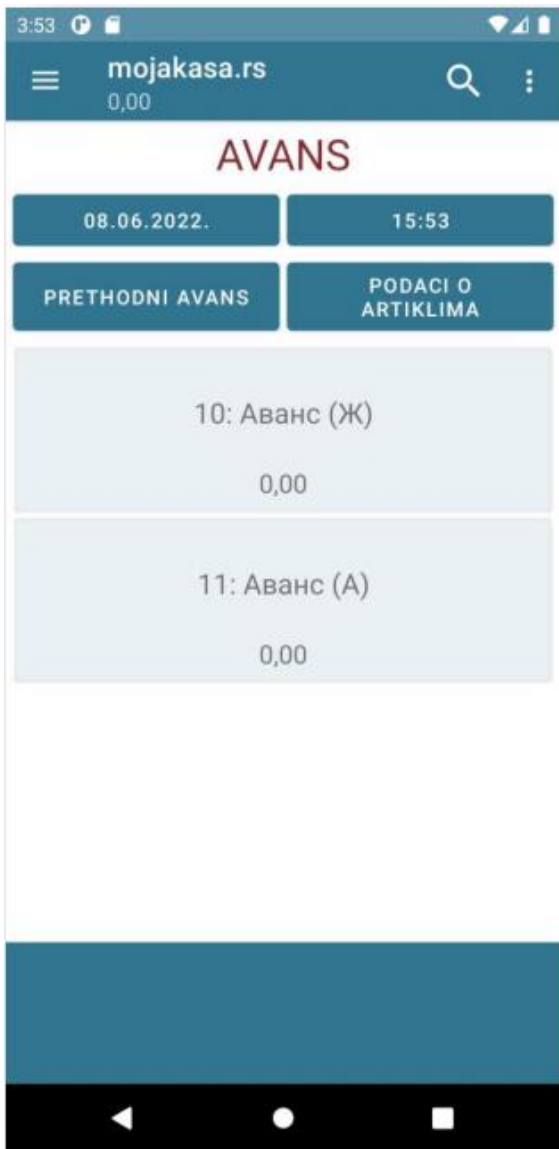 3:53
mojakasa.rs
0,00
AVANS
08.06.2022.
15:53
PRETHODNI AVANS
PODACI O
ARTIKLIMA
10: Аванс (Ж)
0,00
11: Аванс (А)
0,00